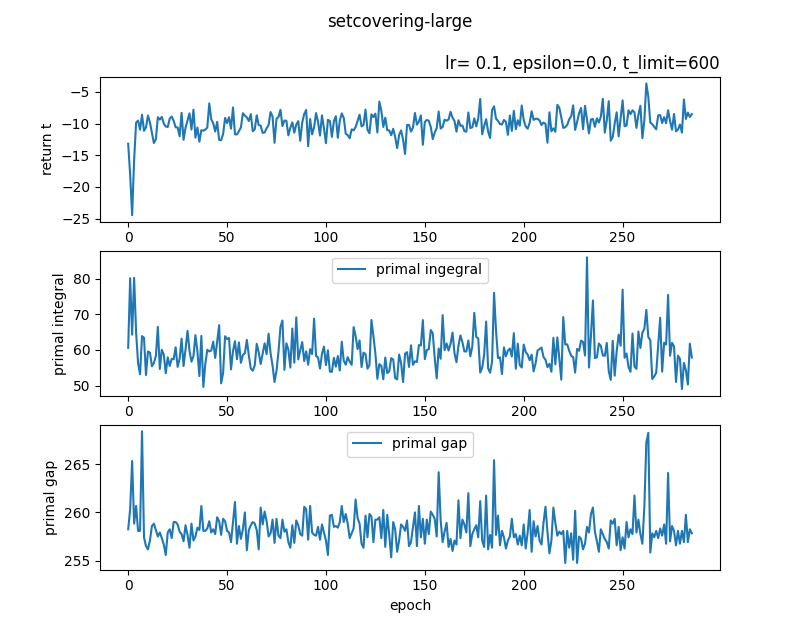 setcovering-large
lr= 0.1, epsilon=0.0, t_limit=600
return t
−5
−10
−15
−20
−25
0 50 100 150 200 250
primal integral
primal ingegral
80
70
60
50
0 50 100 150 200 250
primal gap
primal gap
265
260
255
0 50 100 150 200 250
epoch